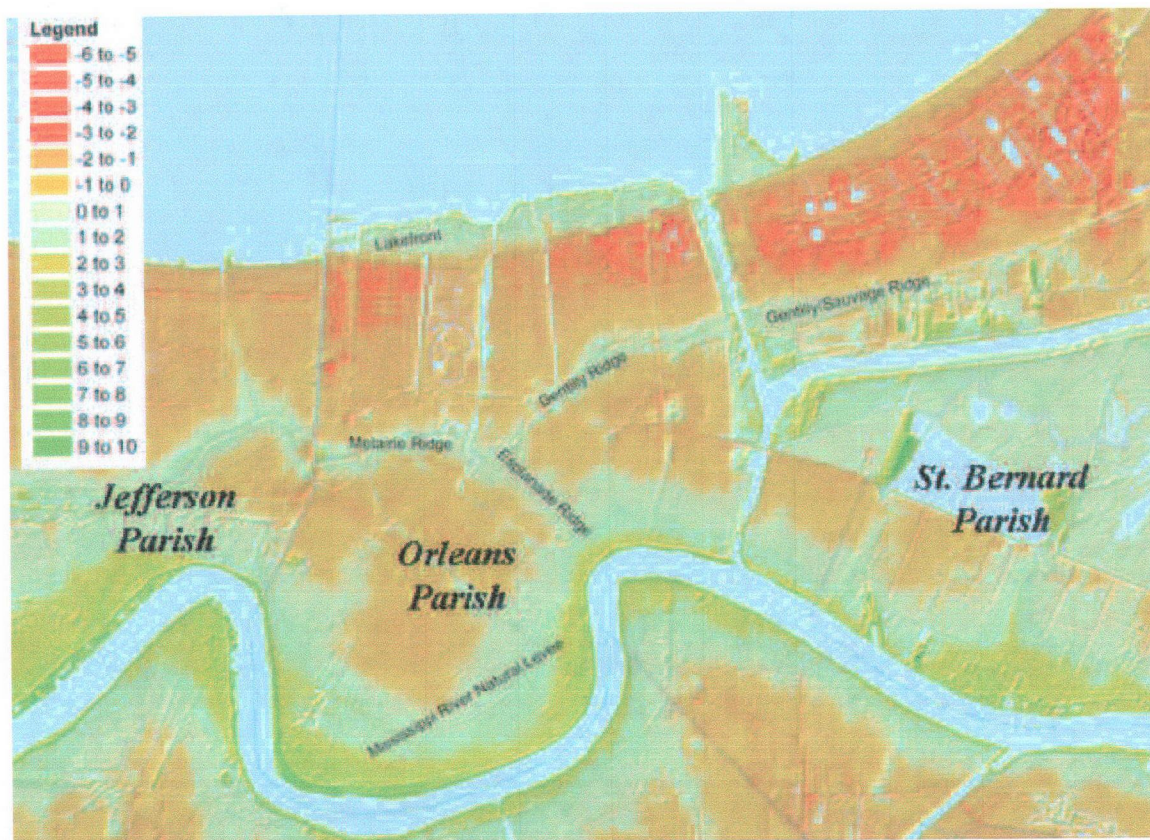 Legend
-6 to -5
-5 to -4
-4 to -3
-3 to -2
-2 to -1
-1 to 0
0 to 1
1 to 2
2 to 3
3 to 4
4 to 5
5 to 6
6 to 7
7 to 8
8 to 9
9 to 10
Lakefront
Gentilly/Sauvage Ridge
Gentilly Ridge
Metairie Ridge
Esplanade Ridge
Jefferson
Parish
Orleans
Parish
St. Bernard
Parish
Mississippi River Natural Levee